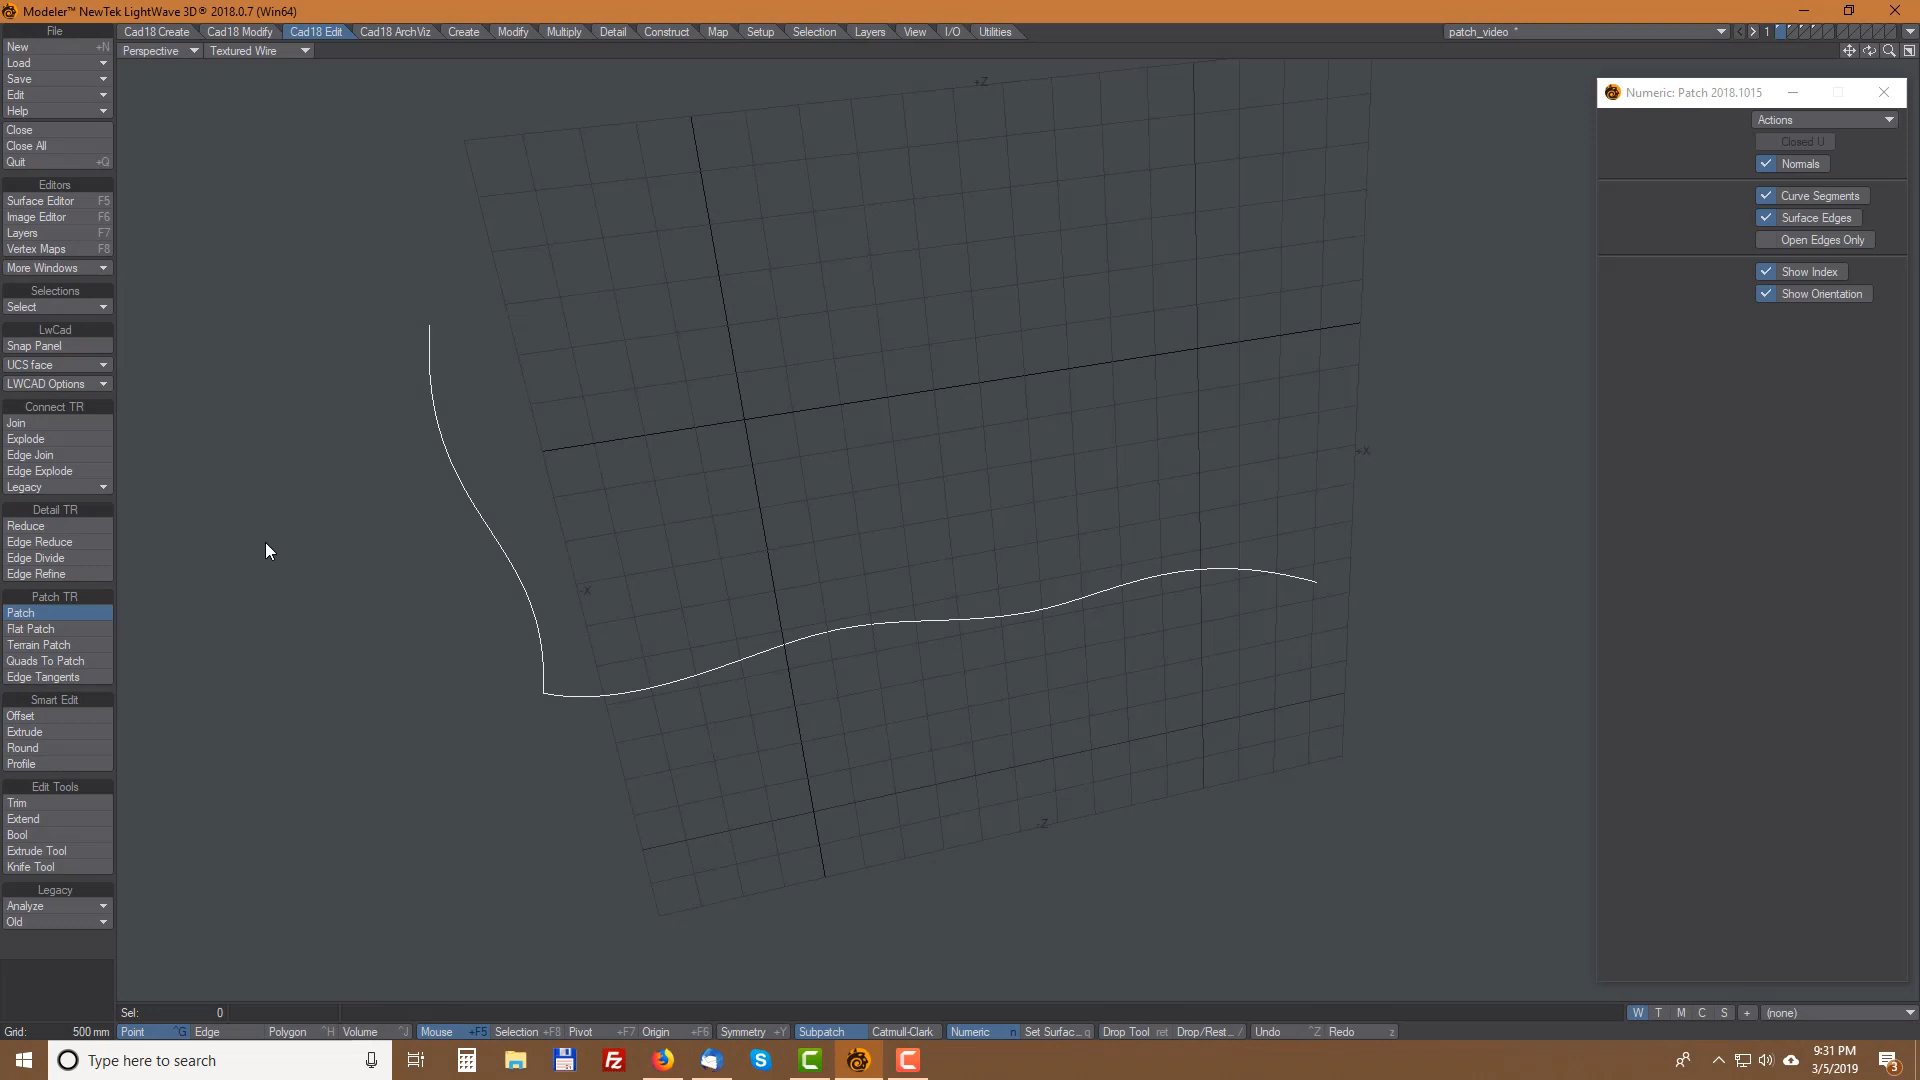 Modeler™ NewTek LightWave 3D® 2018.0.7 (Win64)
File
Cad18 Create
Cad18 Modify
Cad18 Edit
Cad18 ArchViz
Create
Modify
Multiply
Detail
Construct
Map
Setup
Selection
Layers
View
I/O
Utilities
patch_video *
1
New +N
Load
Save
Edit
Help
Close
Close All
Quit +Q
Editors
Surface Editor F5
Image Editor F6
Layers F7
Vertex Maps F8
More Windows
Selections
Select
LwCad
Snap Panel
UCS face
LWCAD Options
Connect TR
Join
Explode
Edge Join
Edge Explode
Legacy
Detail TR
Reduce
Edge Reduce
Edge Divide
Edge Refine
Patch TR
Patch
Flat Patch
Terrain Patch
Quads To Patch
Edge Tangents
Smart Edit
Offset
Extrude
Round
Profile
Edit Tools
Trim
Extend
Bool
Extrude Tool
Knife Tool
Legacy
Analyze
Old
Perspective
Textured Wire
+Z
+X
-X
-Z
Numeric: Patch 2018.1015
Actions
Closed U
Normals
Curve Segments
Surface Edges
Open Edges Only
Show Index
Show Orientation
Sel: 0
W T M C S + (none)
Grid: 500 mm
Point ^G
Edge
Polygon ^H
Volume ^J
Mouse +F5
Selection +F8
Pivot +F7
Origin +F6
Symmetry +Y
Subpatch
Catmull-Clark
Numeric n
Set Surfac... q
Drop Tool ret
Drop/Rest... /
Undo ^Z
Redo z
Type here to search
9:31 PM
3/5/2019
3